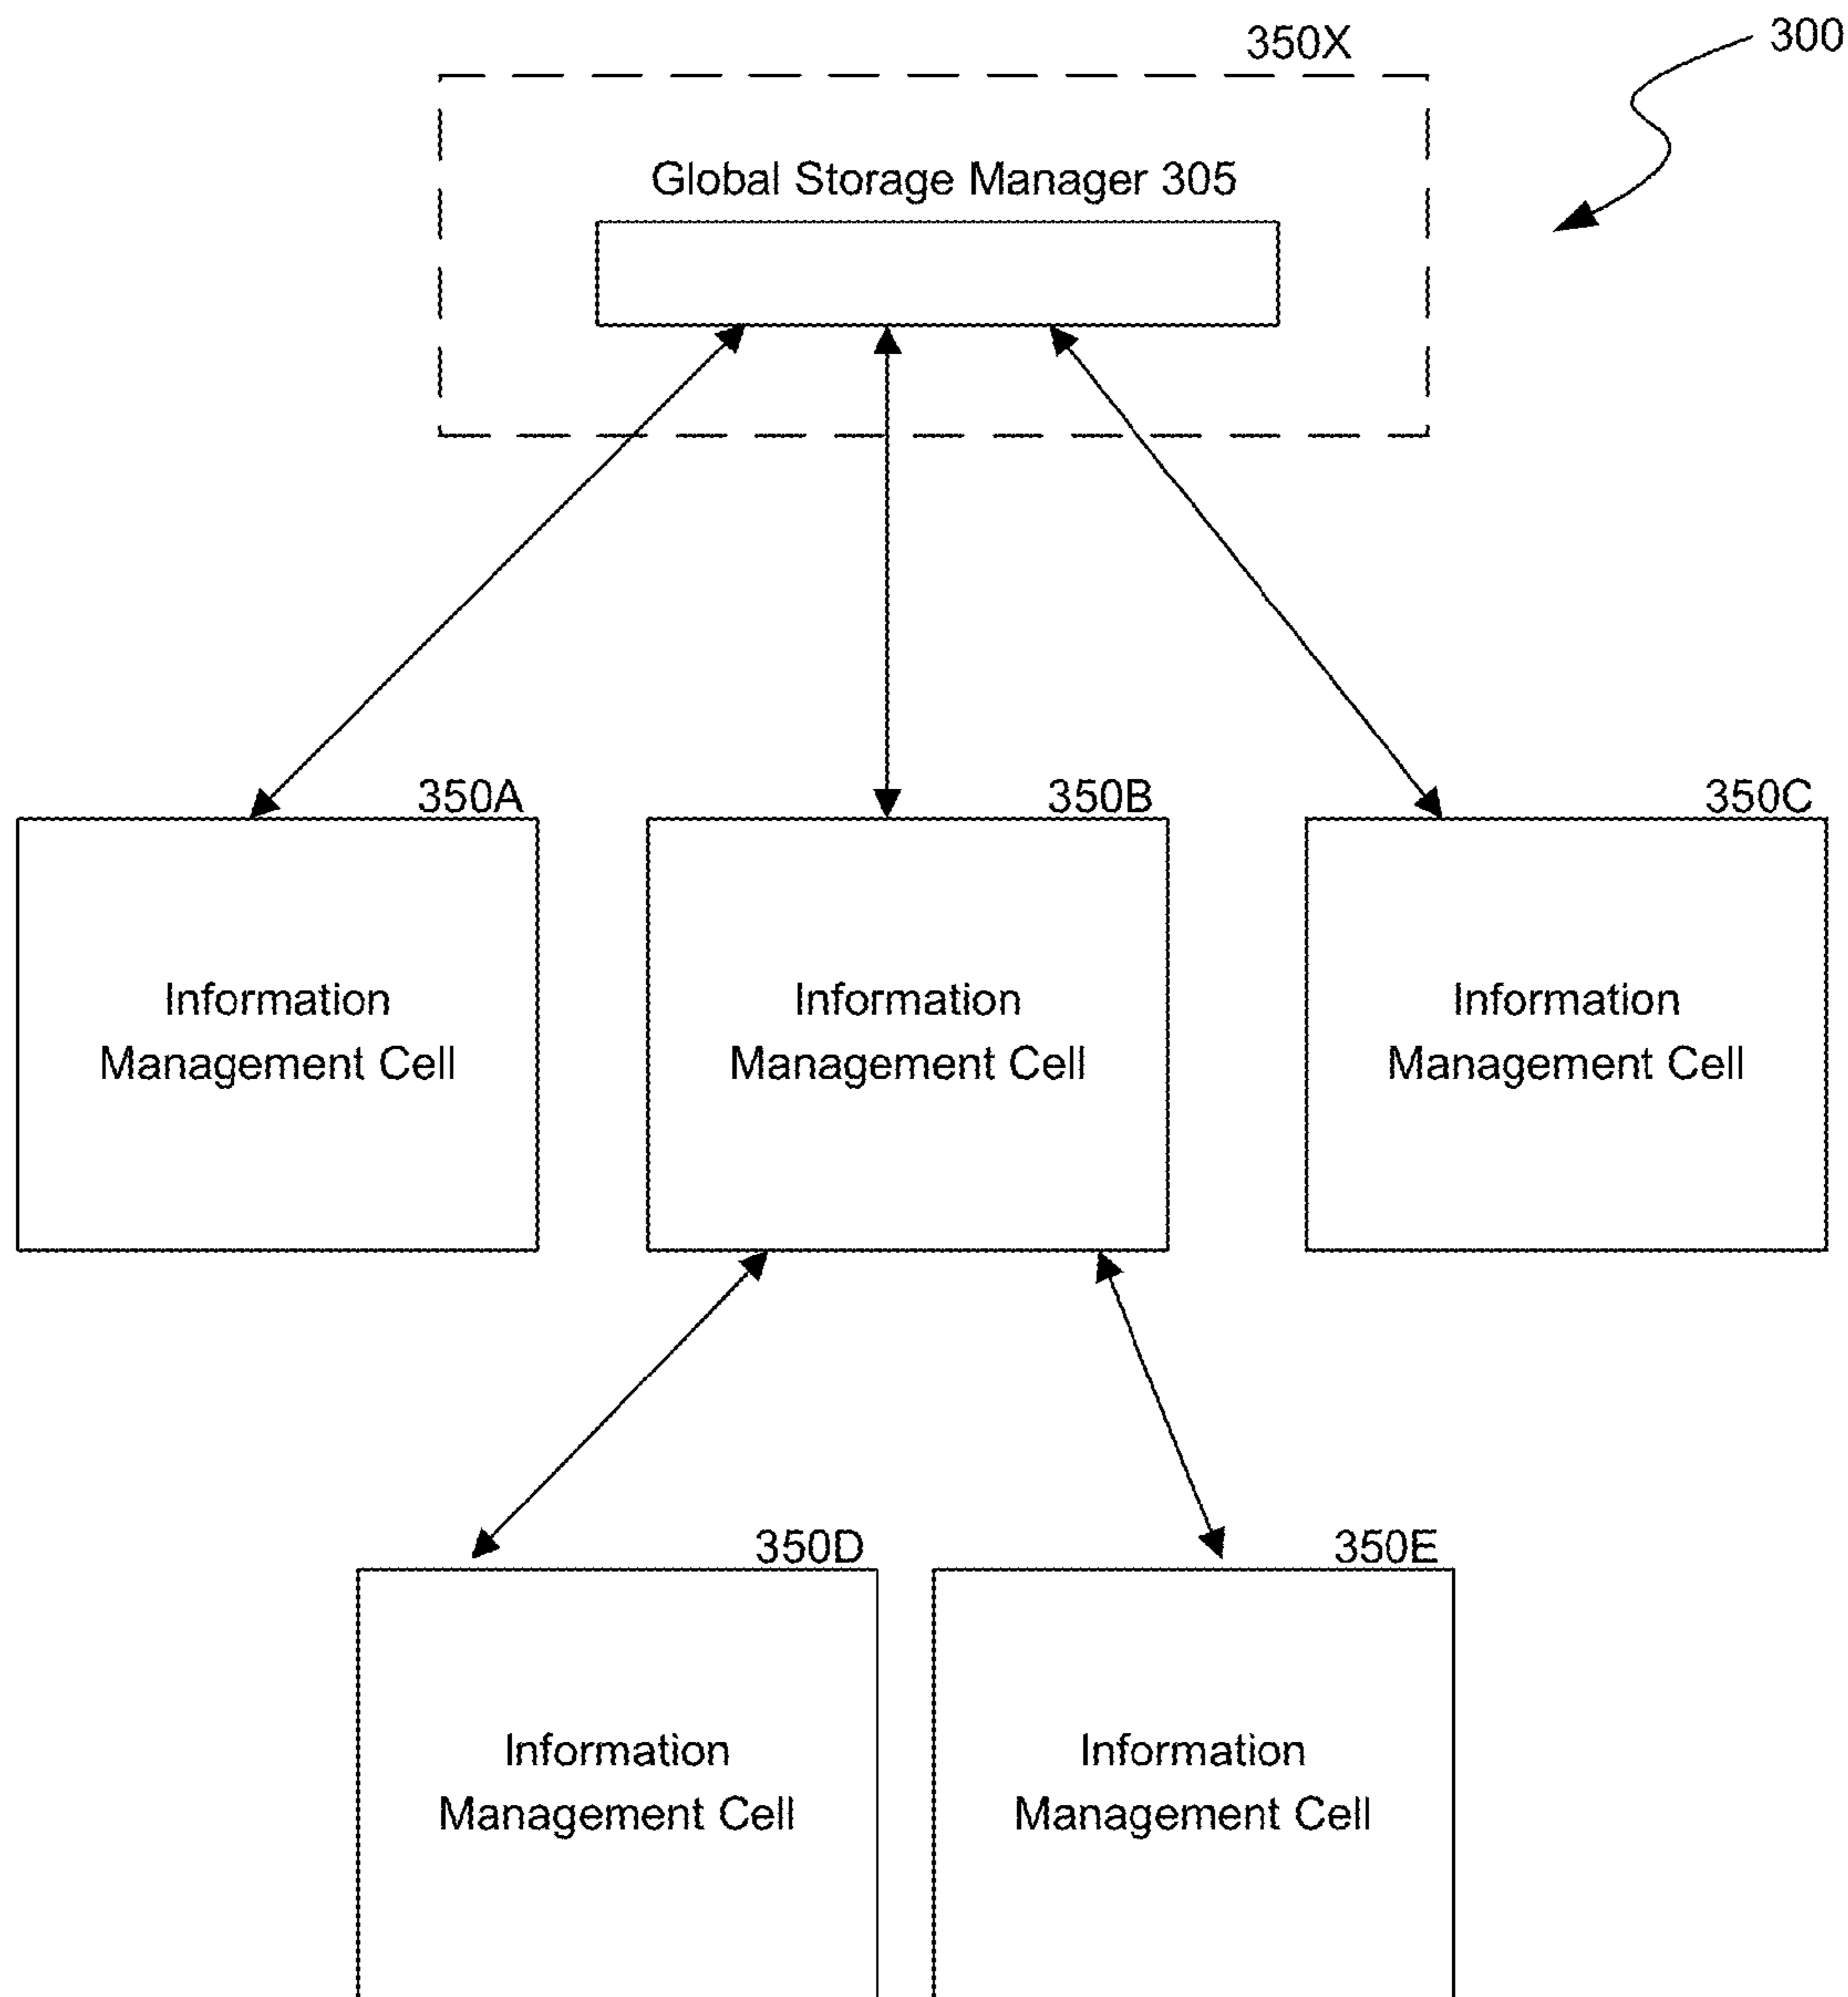 350X
300
Global Storage Manager 305
350A
350B
350C
Information
Management Cell
Information
Management Cell
Information
Management Cell
350D
350E
Information
Management Cell
Information
Management Cell